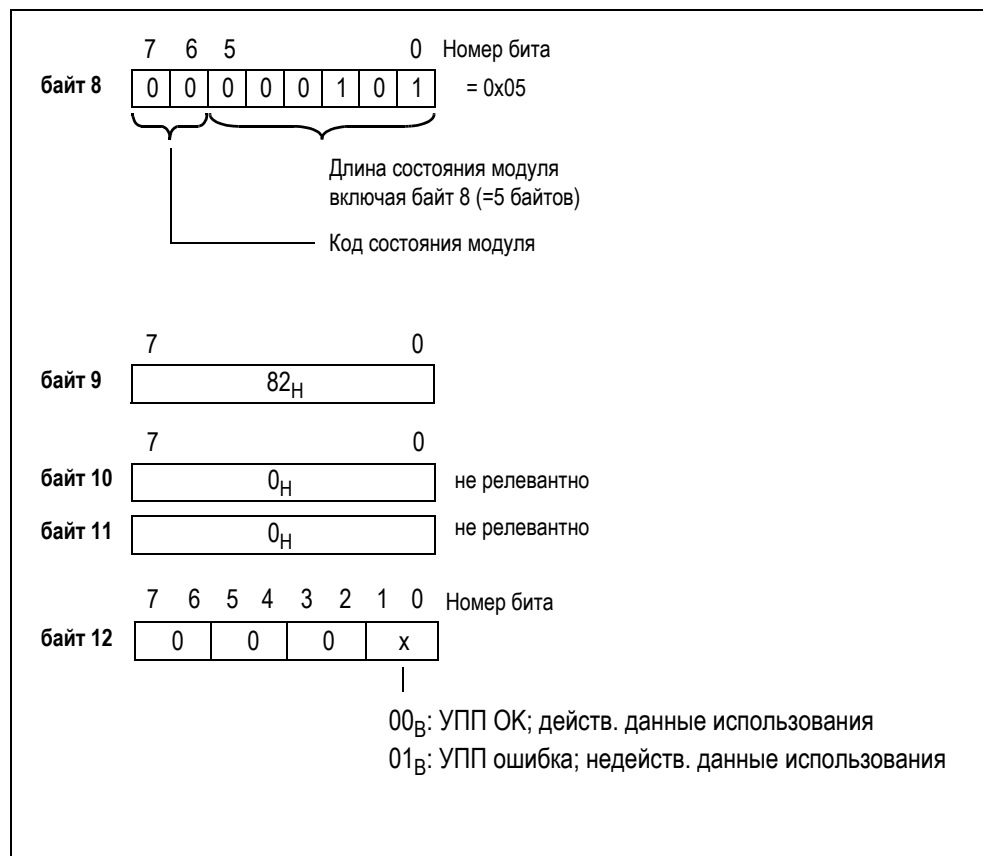 7 6 5 0 Номер бита
байт 8 0 0 0 0 0 1 0 1 = 0x05
Длина состояния модуля
включая байт 8 (=5 байтов)
Код состояния модуля
7 0
байт 9 82H
7 0
байт 10 0H не релевантно
байт 11 0H не релевантно
7 6 5 4 3 2 1 0 Номер бита
байт 12 0 0 0 x
00B: УПП OK; действ. данные использования
01B: УПП ошибка; недейств. данные использования